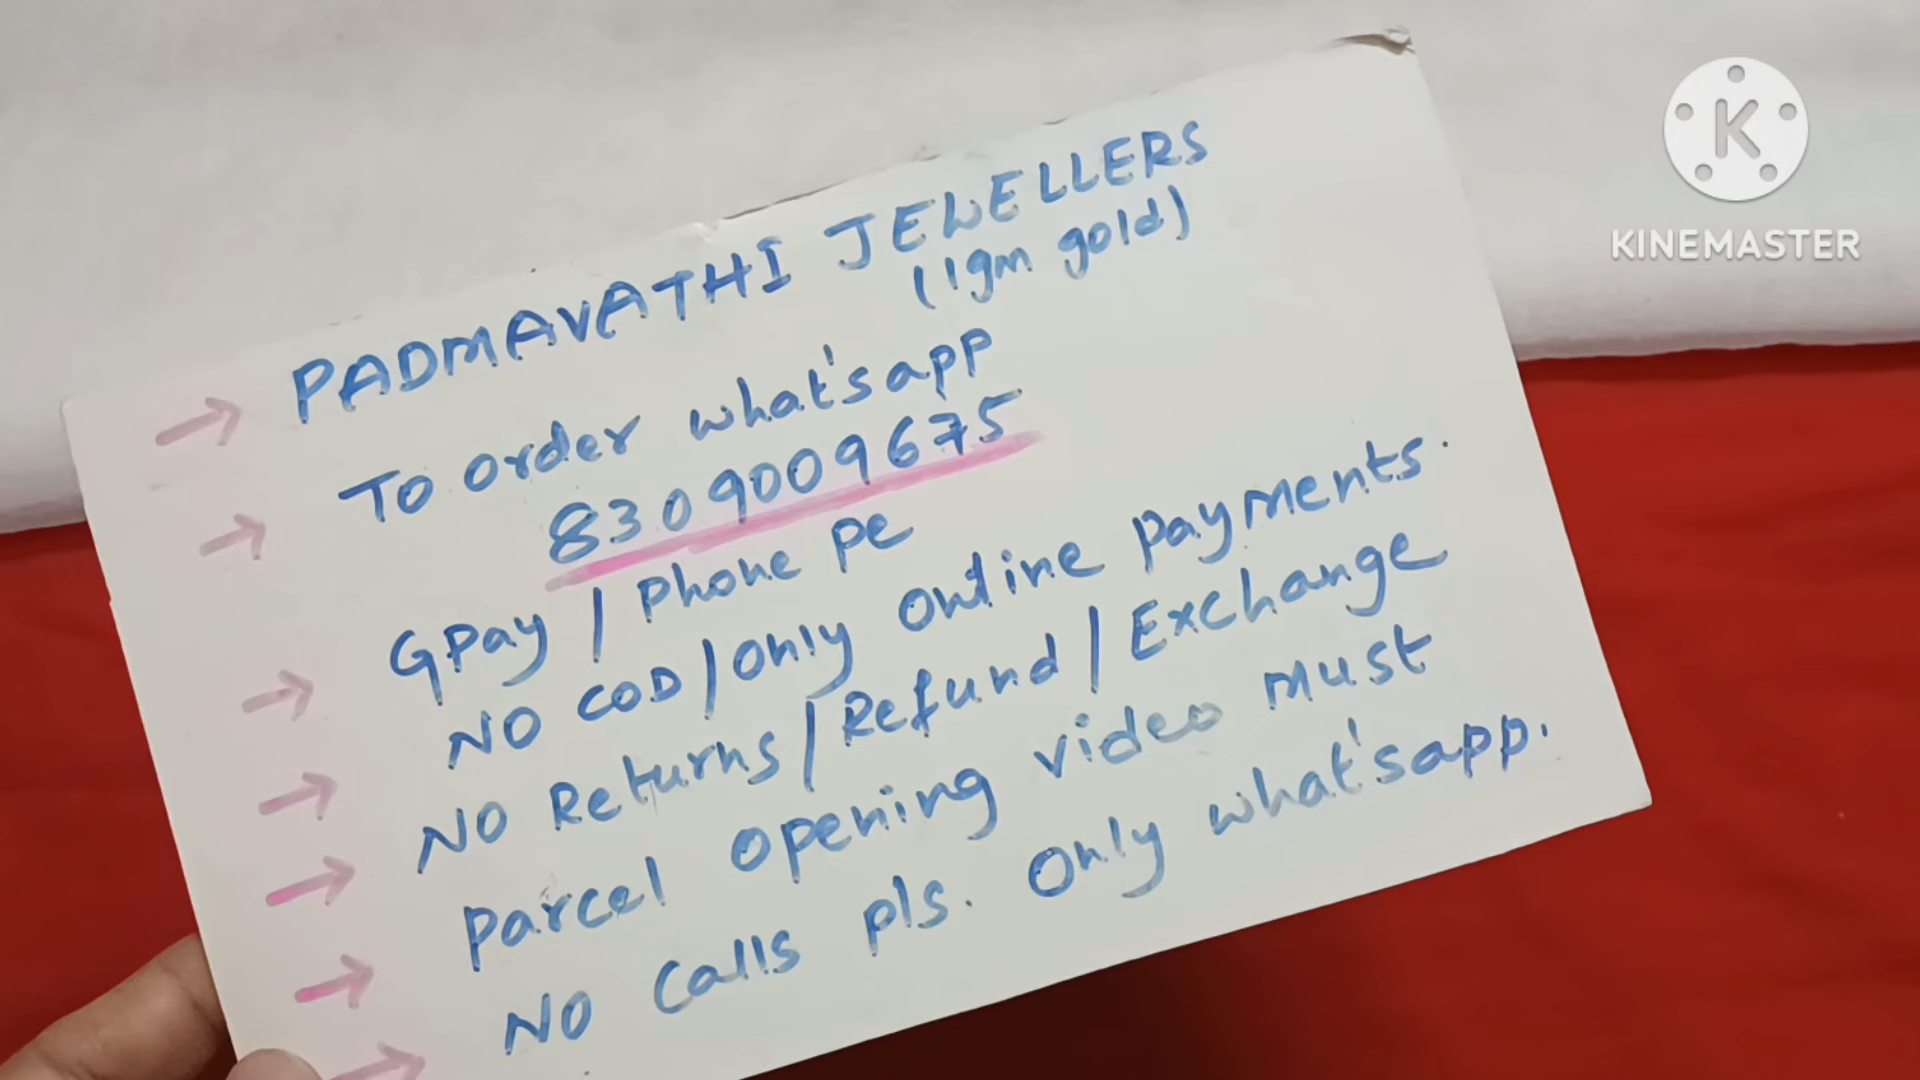 PADMAVATHI JEWELLERS
(1gm gold)
To order what'sapp
8309009675
GPay / Phone Pe
NO COD / Only Online Payments.
NO Returns / Refund / Exchange
Parcel opening video must
NO Calls pls. Only what'sapp.
K
KINEMASTER